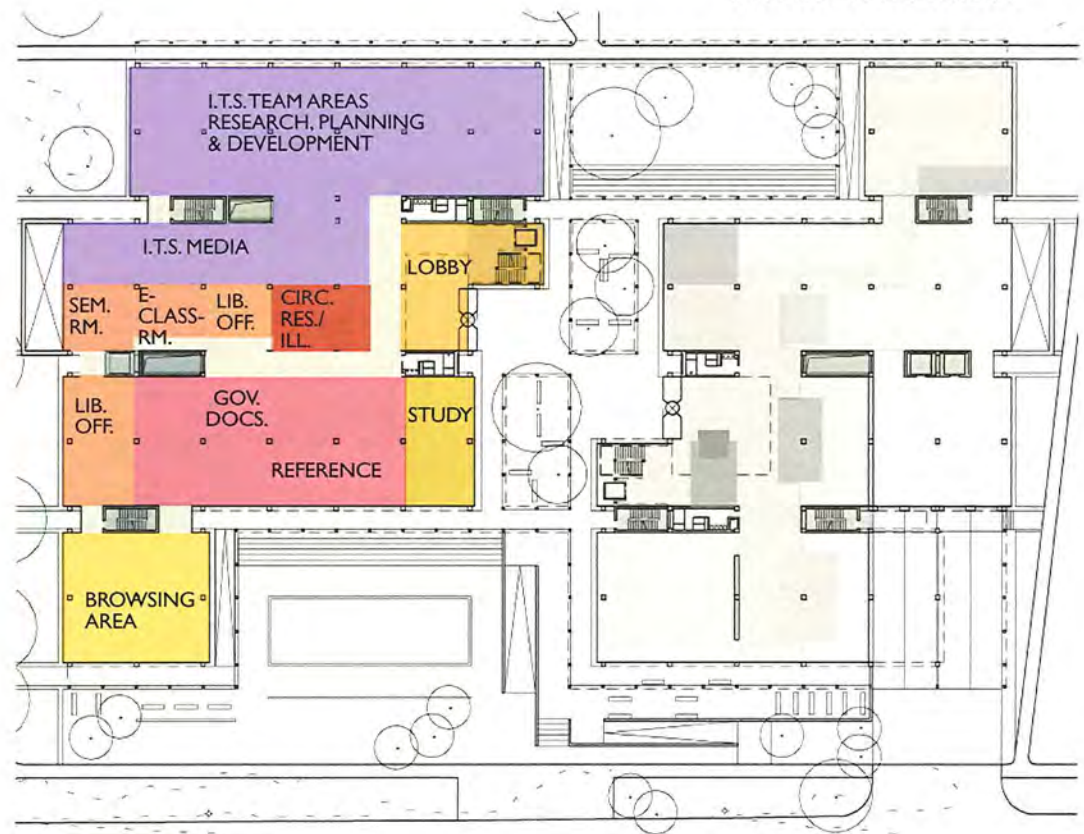 I.T.S. TEAM AREAS
RESEARCH, PLANNING
& DEVELOPMENT
I.T.S. MEDIA
LOBBY
SEM.
RM.
E-
CLASS-
RM.
LIB.
OFF.
CIRC.
RES./
ILL.
LIB.
OFF.
GOV.
DOCS.
STUDY
REFERENCE
BROWSING
AREA